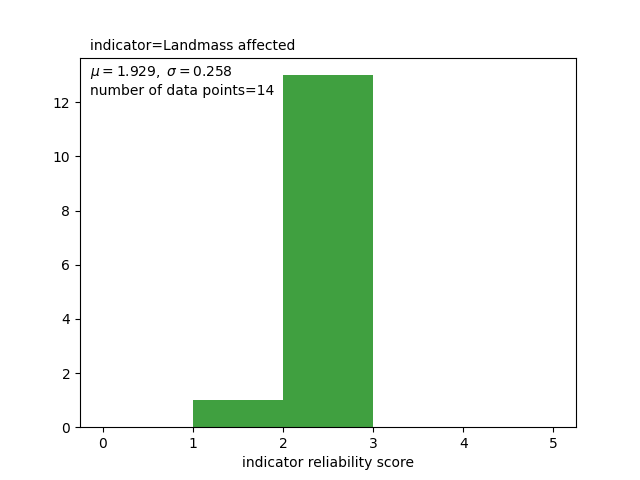 indicator=Landmass affected
μ = 1.929, σ = 0.258
number of data points=14
12
10
8
6
4
2
0
0 1 2 3 4 5
indicator reliability score